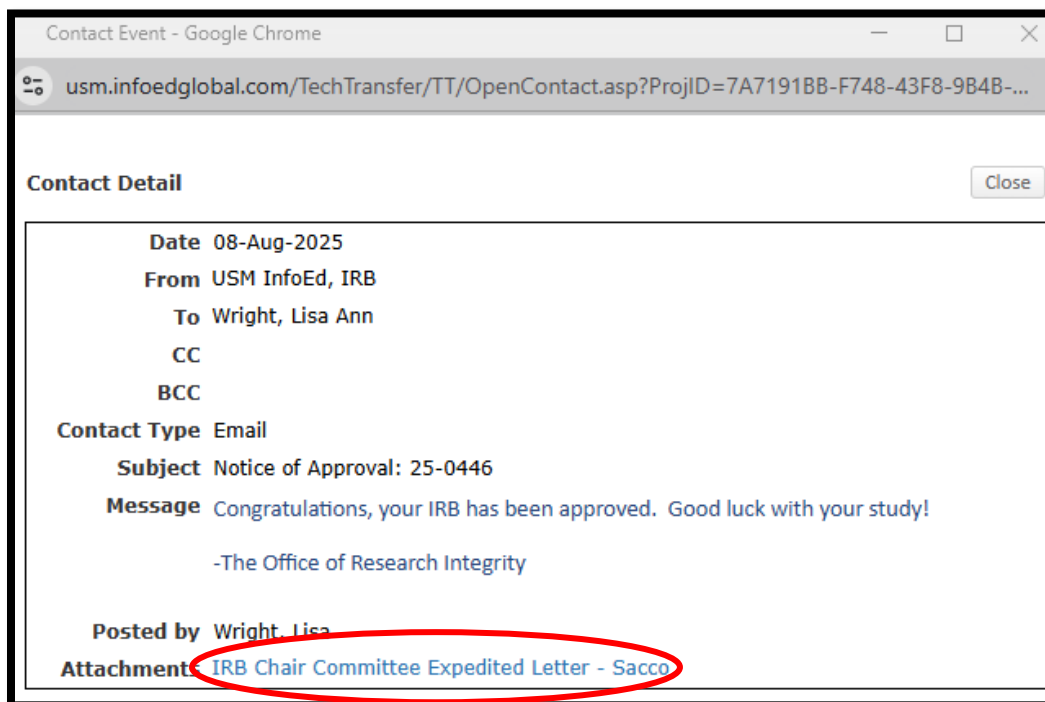 Contact Event - Google Chrome
usm.infoedglobal.com/TechTransfer/TT/OpenContact.asp?ProjID=7A7191BB-F748-43F8-9B4B-...
Contact Detail
Close
Date 08-Aug-2025
From USM InfoEd, IRB
To Wright, Lisa Ann
CC
BCC
Contact Type Email
Subject Notice of Approval: 25-0446
Message Congratulations, your IRB has been approved.  Good luck with your study!
-The Office of Research Integrity
Posted by Wright, Lisa
Attachments IRB Chair Committee Expedited Letter - Sacco